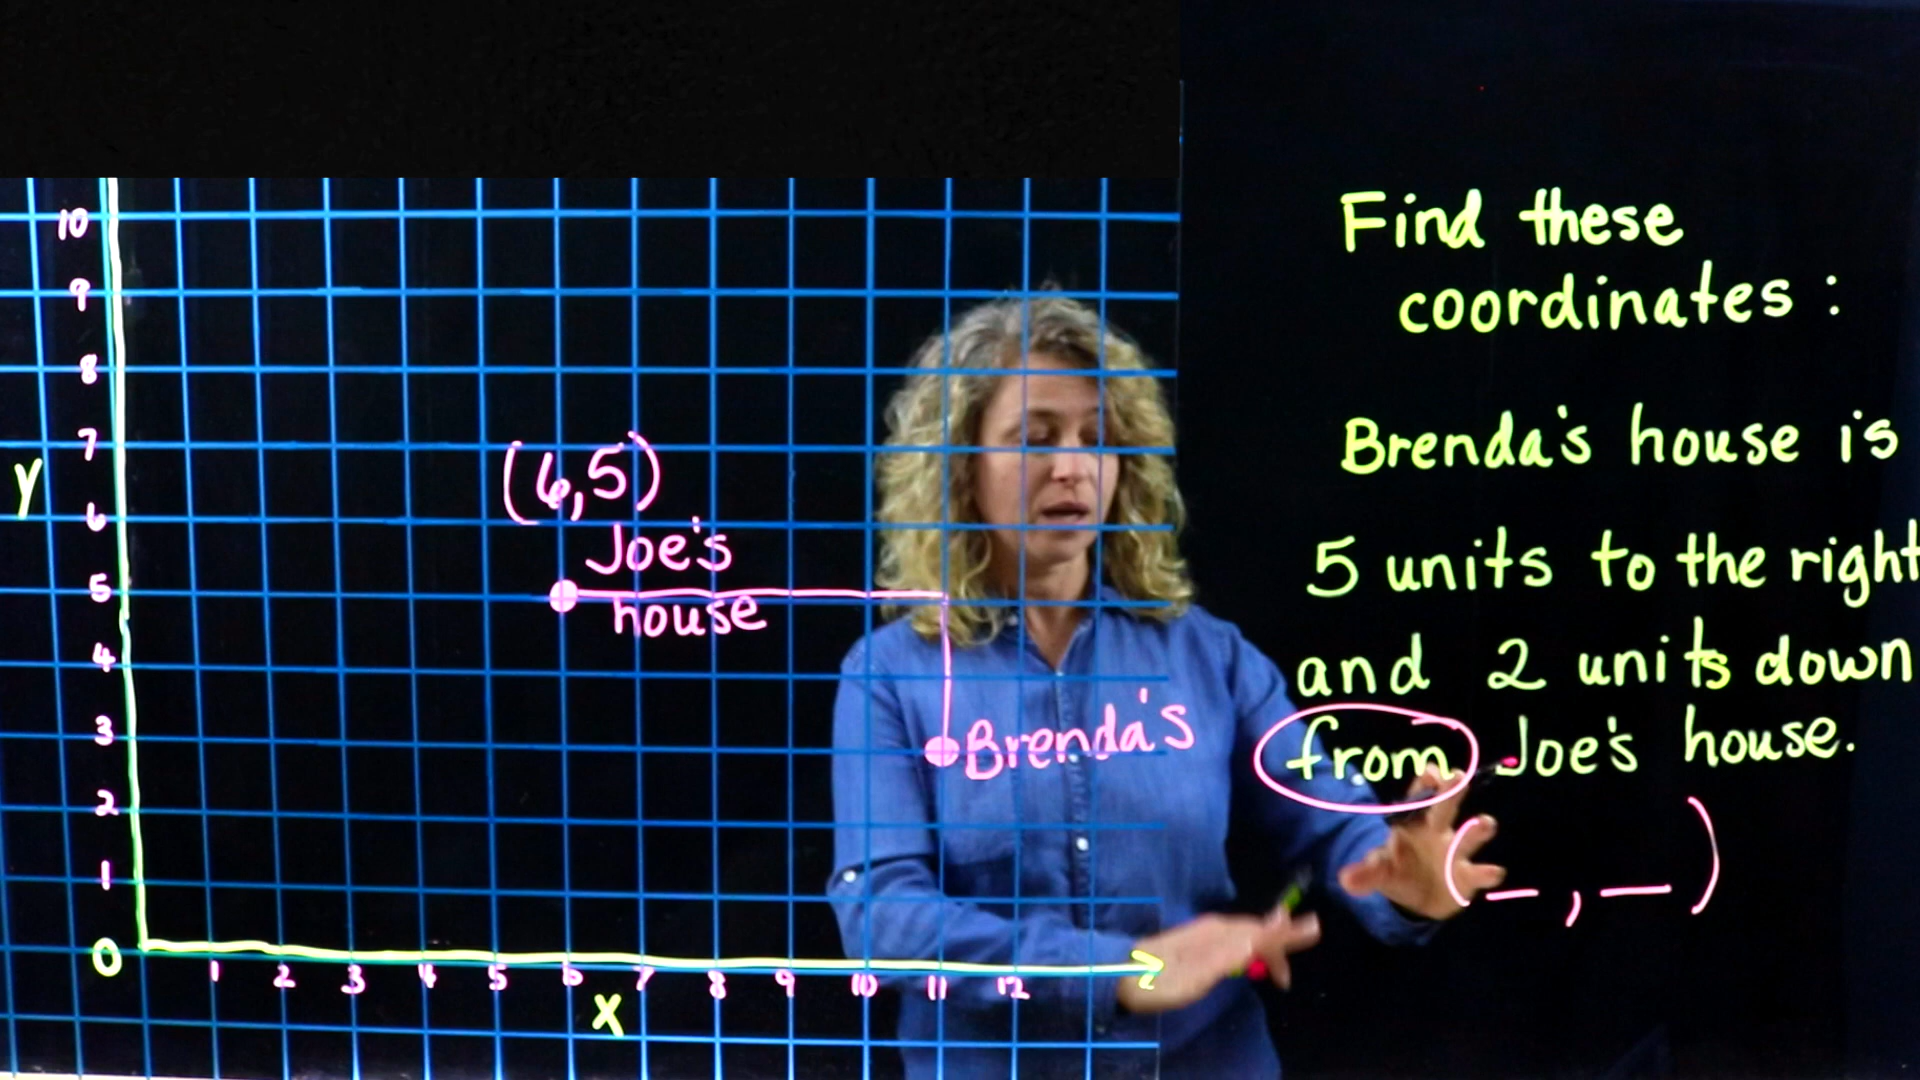 Find these
coordinates :
Brenda's house is
5 units to the right
and 2 units down
from Joe's house.
( _ , _ )
10
9
8
7
6
5
4
3
2
1
0
y
(6,5)
Joe's
house
Brenda's
1 2 3 4 5 6 7 8 9 10 11 12
x